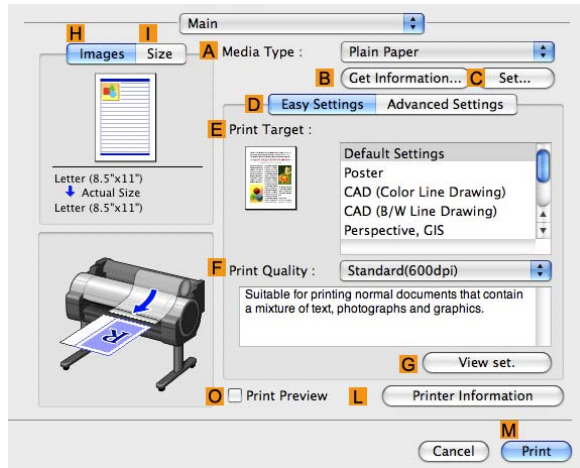 Main
H
I
Images Size
A Media Type : Plain Paper
B Get Information... C Set...
D Easy Settings Advanced Settings
E Print Target :
Default Settings
Poster
CAD (Color Line Drawing)
CAD (B/W Line Drawing)
Perspective, GIS
Letter (8.5"x11")
Actual Size
Letter (8.5"x11")
F Print Quality : Standard(600dpi)
Suitable for printing normal documents that contain
a mixture of text, photographs and graphics.
R
G View set.
O Print Preview L Printer Information
M
Cancel Print